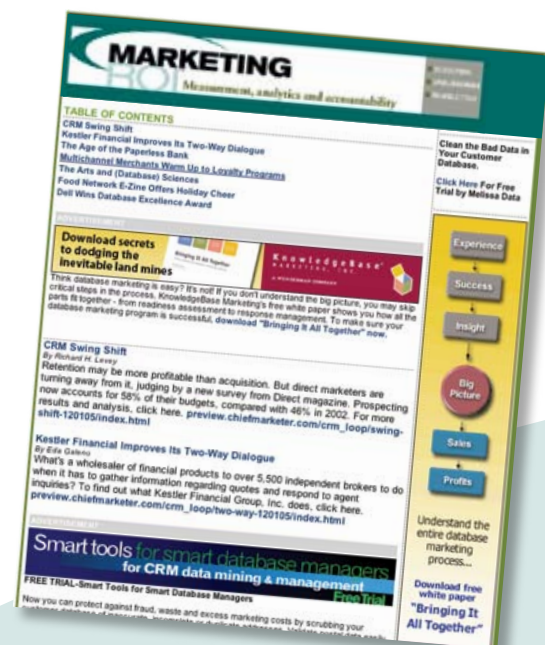 MARKETING
ROI
Measurement, analytics and accountability
TABLE OF CONTENTS
CRM Swing Shift
Kestler Financial Improves Its Two-Way Dialogue
The Age of the Paperless Bank
Multichannel Merchants Warm Up to Loyalty Programs
The Arts and (Database) Sciences
Food Network E-Zine Offers Holiday Cheer
Dell Wins Database Excellence Award
ADVERTISEMENT
Download secrets
to dodging the
inevitable land mines
Bringing It All Together
KnowledgeBase
MARKETING, INC.
Think database marketing is easy? It's not! If you don't understand the big picture, you may skip
critical steps in the process. KnowledgeBase Marketing's free white paper shows you how all the
parts fit together - from readiness assessment to response management. To make sure your
database marketing program is successful, download "Bringing It All Together" now.
CRM Swing Shift
By Richard H. Levey
Retention may be more profitable than acquisition. But direct marketers are
turning away from it, judging by a new survey from Direct magazine. Prospecting
now accounts for 58% of their budgets, compared with 46% in 2002. For more
results and analysis, click here. preview.chiefmarketer.com/crm_loop/swing-
shift-120105/index.html
Kestler Financial Improves Its Two-Way Dialogue
By Eda Galeno
What's a wholesaler of financial products to over 5,500 independent brokers to do
when it has to gather information regarding quotes and respond to agent
inquiries? To find out what Kestler Financial Group, Inc. does, click here.
preview.chiefmarketer.com/crm_loop/two-way-120105/index.html
ADVERTISEMENT
Smart tools for smart database managers
for CRM data mining & management
Free Trial
FREE TRIAL-Smart Tools for Smart Database Managers
Now you can protect against fraud, waste and excess marketing costs by scrubbing your
Clean the Bad Data in
Your Customer
Database.
Click Here For Free
Trial by Melissa Data
Experience
Success
Insight
Big
Picture
Sales
Profits
Understand the
entire database
marketing
process...
Download free
white paper
"Bringing It
All Together"